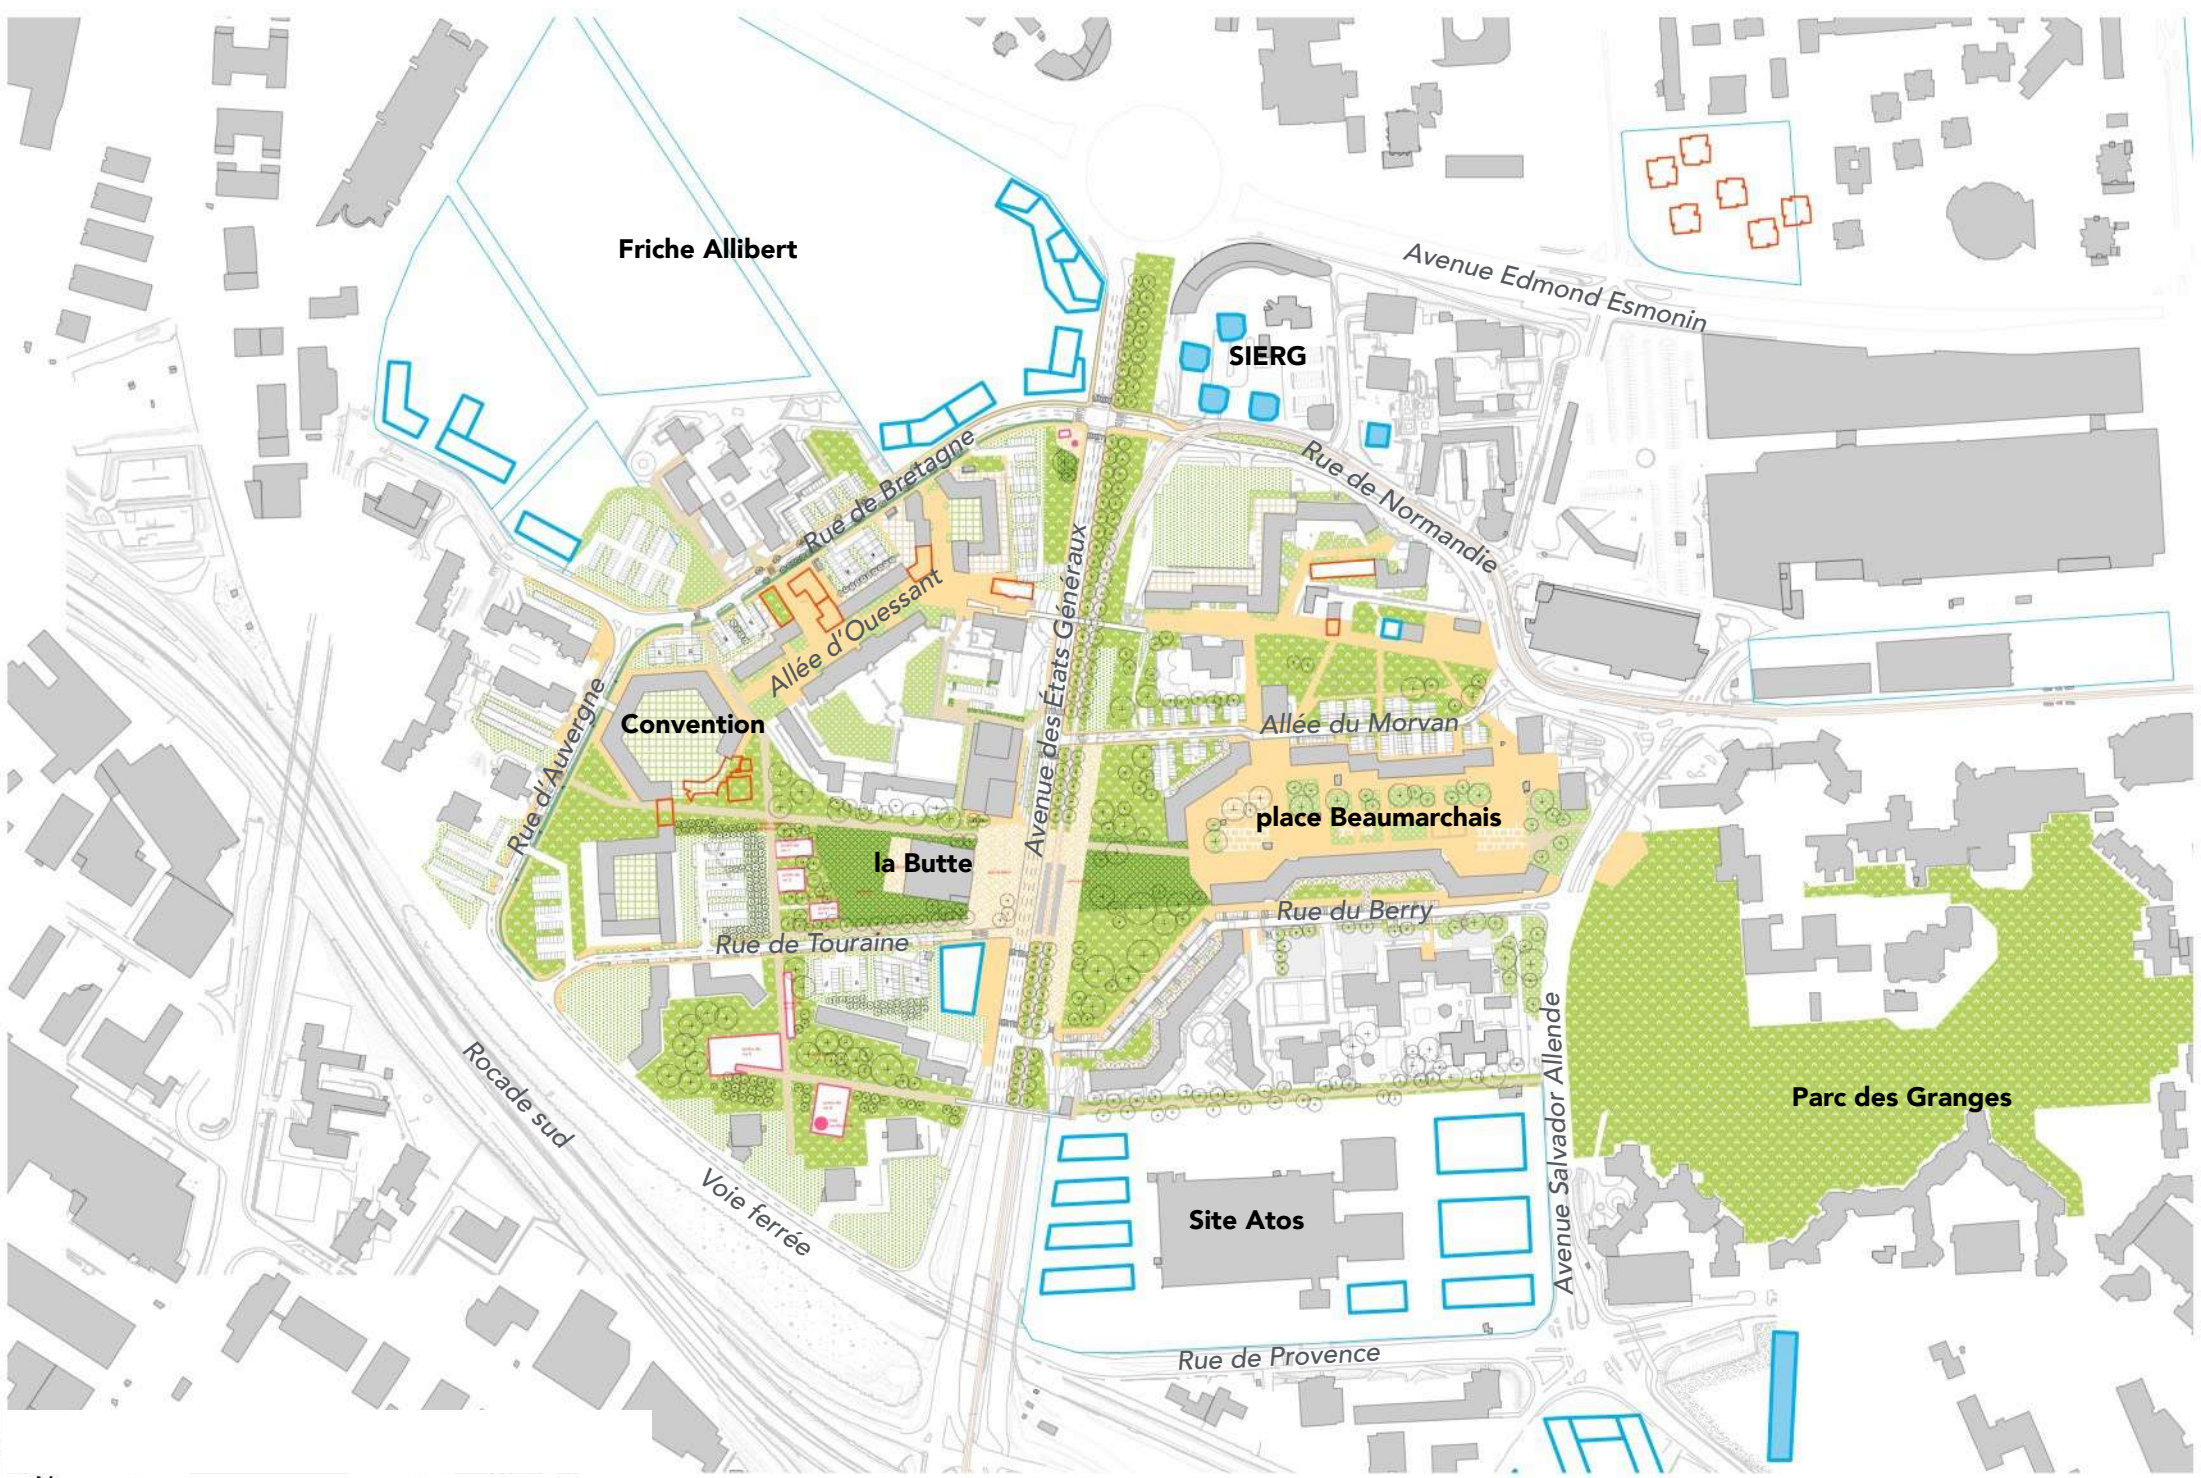 Friche Allibert
Avenue Edmond Esmonin
SIERG
Rue de Bretagne
Rue de Normandie
Allée d'Ouessant
Avenue des États Généraux
Rue d'Auvergne
Convention
Allée du Morvan
place Beaumarchais
la Butte
Rue du Berry
Rue de Touraine
Rocade sud
Avenue Salvador Allende
Parc des Granges
Voie ferrée
Site Atos
Rue de Provence